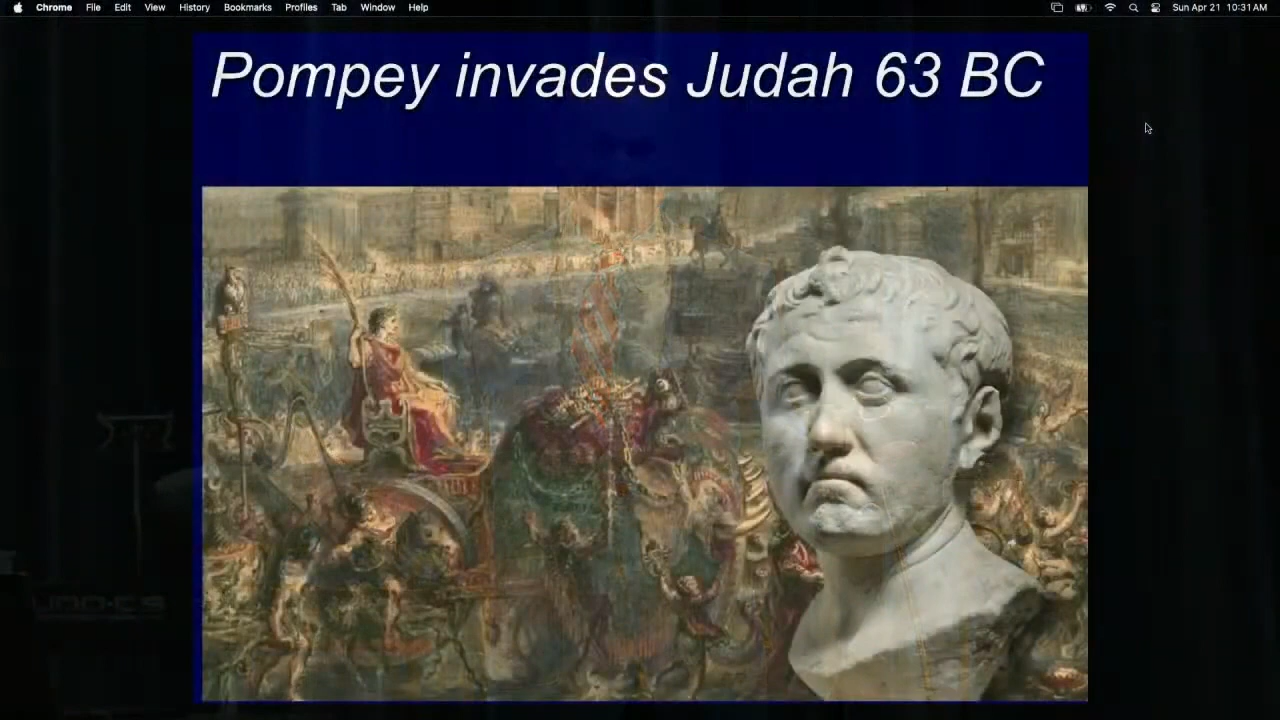 Chrome File Edit View History Bookmarks Profiles Tab Window Help Sun Apr 21 10:31 AM
Pompey invades Judah 63 BC